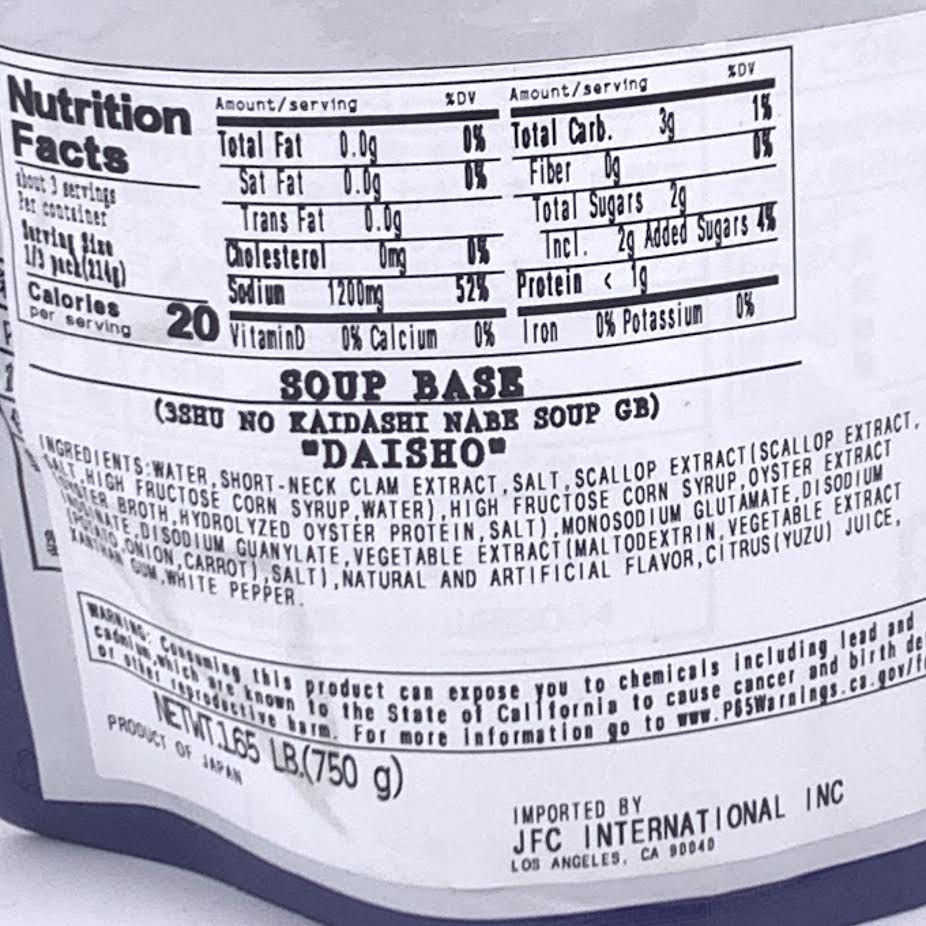 Nutrition
Facts
about 3 servings
Per container
Serving Size
1/3 pack(214g)
Calories
per serving 20
Amount/serving %DV
Total Fat 0.0g 0%
Sat Fat 0.0g 0%
Trans Fat 0.0g
Cholesterol 0mg 0%
Sodium 1200mg 52%
VitaminD 0% Calcium 0%
Amount/serving %DV
Total Carb. 3g 1%
Fiber 0g 0%
Total Sugars 2g
Incl. 2g Added Sugars 4%
Protein < 1g
Iron 0% Potassium 0%
SOUP BASE
(3SHU NO KAIDASHI NABE SOUP GB)
"DAISHO"
INGREDIENTS:WATER,SHORT-NECK CLAM EXTRACT,SALT,SCALLOP EXTRACT(SCALLOP EXTRACT,
SALT,HIGH FRUCTOSE CORN SYRUP,WATER),HIGH FRUCTOSE CORN SYRUP,OYSTER EXTRACT
(OYSTER BROTH,HYDROLYZED OYSTER PROTEIN,SALT),MONOSODIUM GLUTAMATE,DISODIUM
INOSINATE,DISODIUM GUANYLATE,VEGETABLE EXTRACT(MALTODEXTRIN,VEGETABLE EXTRACT
(POTATO,ONION,CARROT),SALT),NATURAL AND ARTIFICIAL FLAVOR,CITRUS(YUZU) JUICE,
XANTHAN GUM,WHITE PEPPER.
WARNING: Consuming this product can expose you to chemicals including lead and
cadmium,which are known to the State of California to cause cancer and birth de
or other reproductive harm. For more information go to www.P65Warnings.ca.gov/f
NETWT.1.65 LB.(750 g)
PRODUCT OF JAPAN
IMPORTED BY
JFC INTERNATIONAL INC
LOS ANGELES, CA 90040